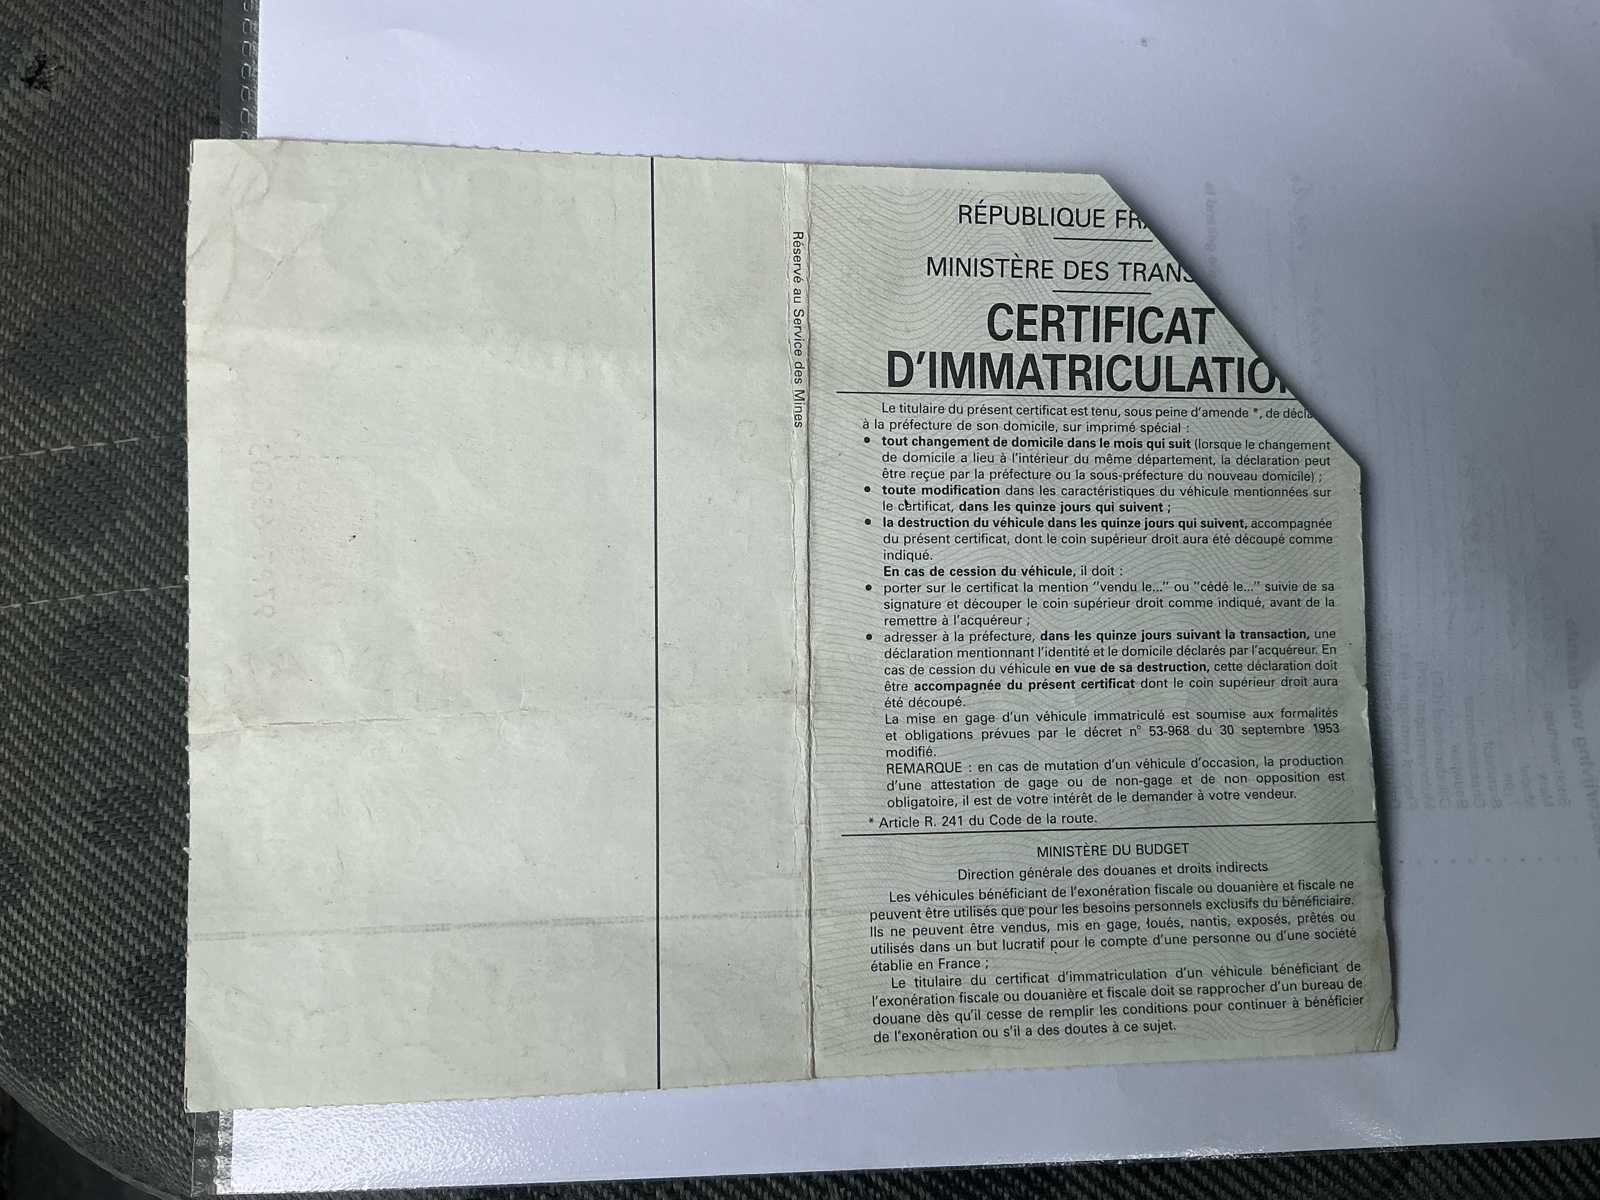 Réservé au Service des Mines
RÉPUBLIQUE FRA
MINISTÈRE DES TRANS
CERTIFICAT
D'IMMATRICULATION
Le titulaire du présent certificat est tenu, sous peine d'amende *, de décla
à la préfecture de son domicile, sur imprimé spécial :
• tout changement de domicile dans le mois qui suit (lorsque le changement
de domicile a lieu à l'intérieur du même département, la déclaration peut
être reçue par la préfecture ou la sous-préfecture du nouveau domicile) ;
• toute modification dans les caractéristiques du véhicule mentionnées sur
le certificat, dans les quinze jours qui suivent ;
• la destruction du véhicule dans les quinze jours qui suivent, accompagnée
du présent certificat, dont le coin supérieur droit aura été découpé comme
indiqué.
En cas de cession du véhicule, il doit :
• porter sur le certificat la mention "vendu le..." ou "cédé le..." suivie de sa
signature et découper le coin supérieur droit comme indiqué, avant de la
remettre à l'acquéreur ;
• adresser à la préfecture, dans les quinze jours suivant la transaction, une
déclaration mentionnant l'identité et le domicile déclarés par l'acquéreur. En
cas de cession du véhicule en vue de sa destruction, cette déclaration doit
être accompagnée du présent certificat dont le coin supérieur droit aura
été découpé.
La mise en gage d'un véhicule immatriculé est soumise aux formalités
et obligations prévues par le décret n° 53-968 du 30 septembre 1953
modifié.
REMARQUE : en cas de mutation d'un véhicule d'occasion, la production
d'une attestation de gage ou de non-gage et de non opposition est
obligatoire, il est de votre intérêt de le demander à votre vendeur.
* Article R. 241 du Code de la route.
MINISTÈRE DU BUDGET
Direction générale des douanes et droits indirects
Les véhicules bénéficiant de l'exonération fiscale ou douanière et fiscale ne
peuvent être utilisés que pour les besoins personnels exclusifs du bénéficiaire.
Ils ne peuvent être vendus, mis en gage, loués, nantis, exposés, prêtés ou
utilisés dans un but lucratif pour le compte d'une personne ou d'une société
établie en France ;
Le titulaire du certificat d'immatriculation d'un véhicule bénéficiant de
l'exonération fiscale ou douanière et fiscale doit se rapprocher d'un bureau de
douane dès qu'il cesse de remplir les conditions pour continuer à bénéficier
de l'exonération ou s'il a des doutes à ce sujet.